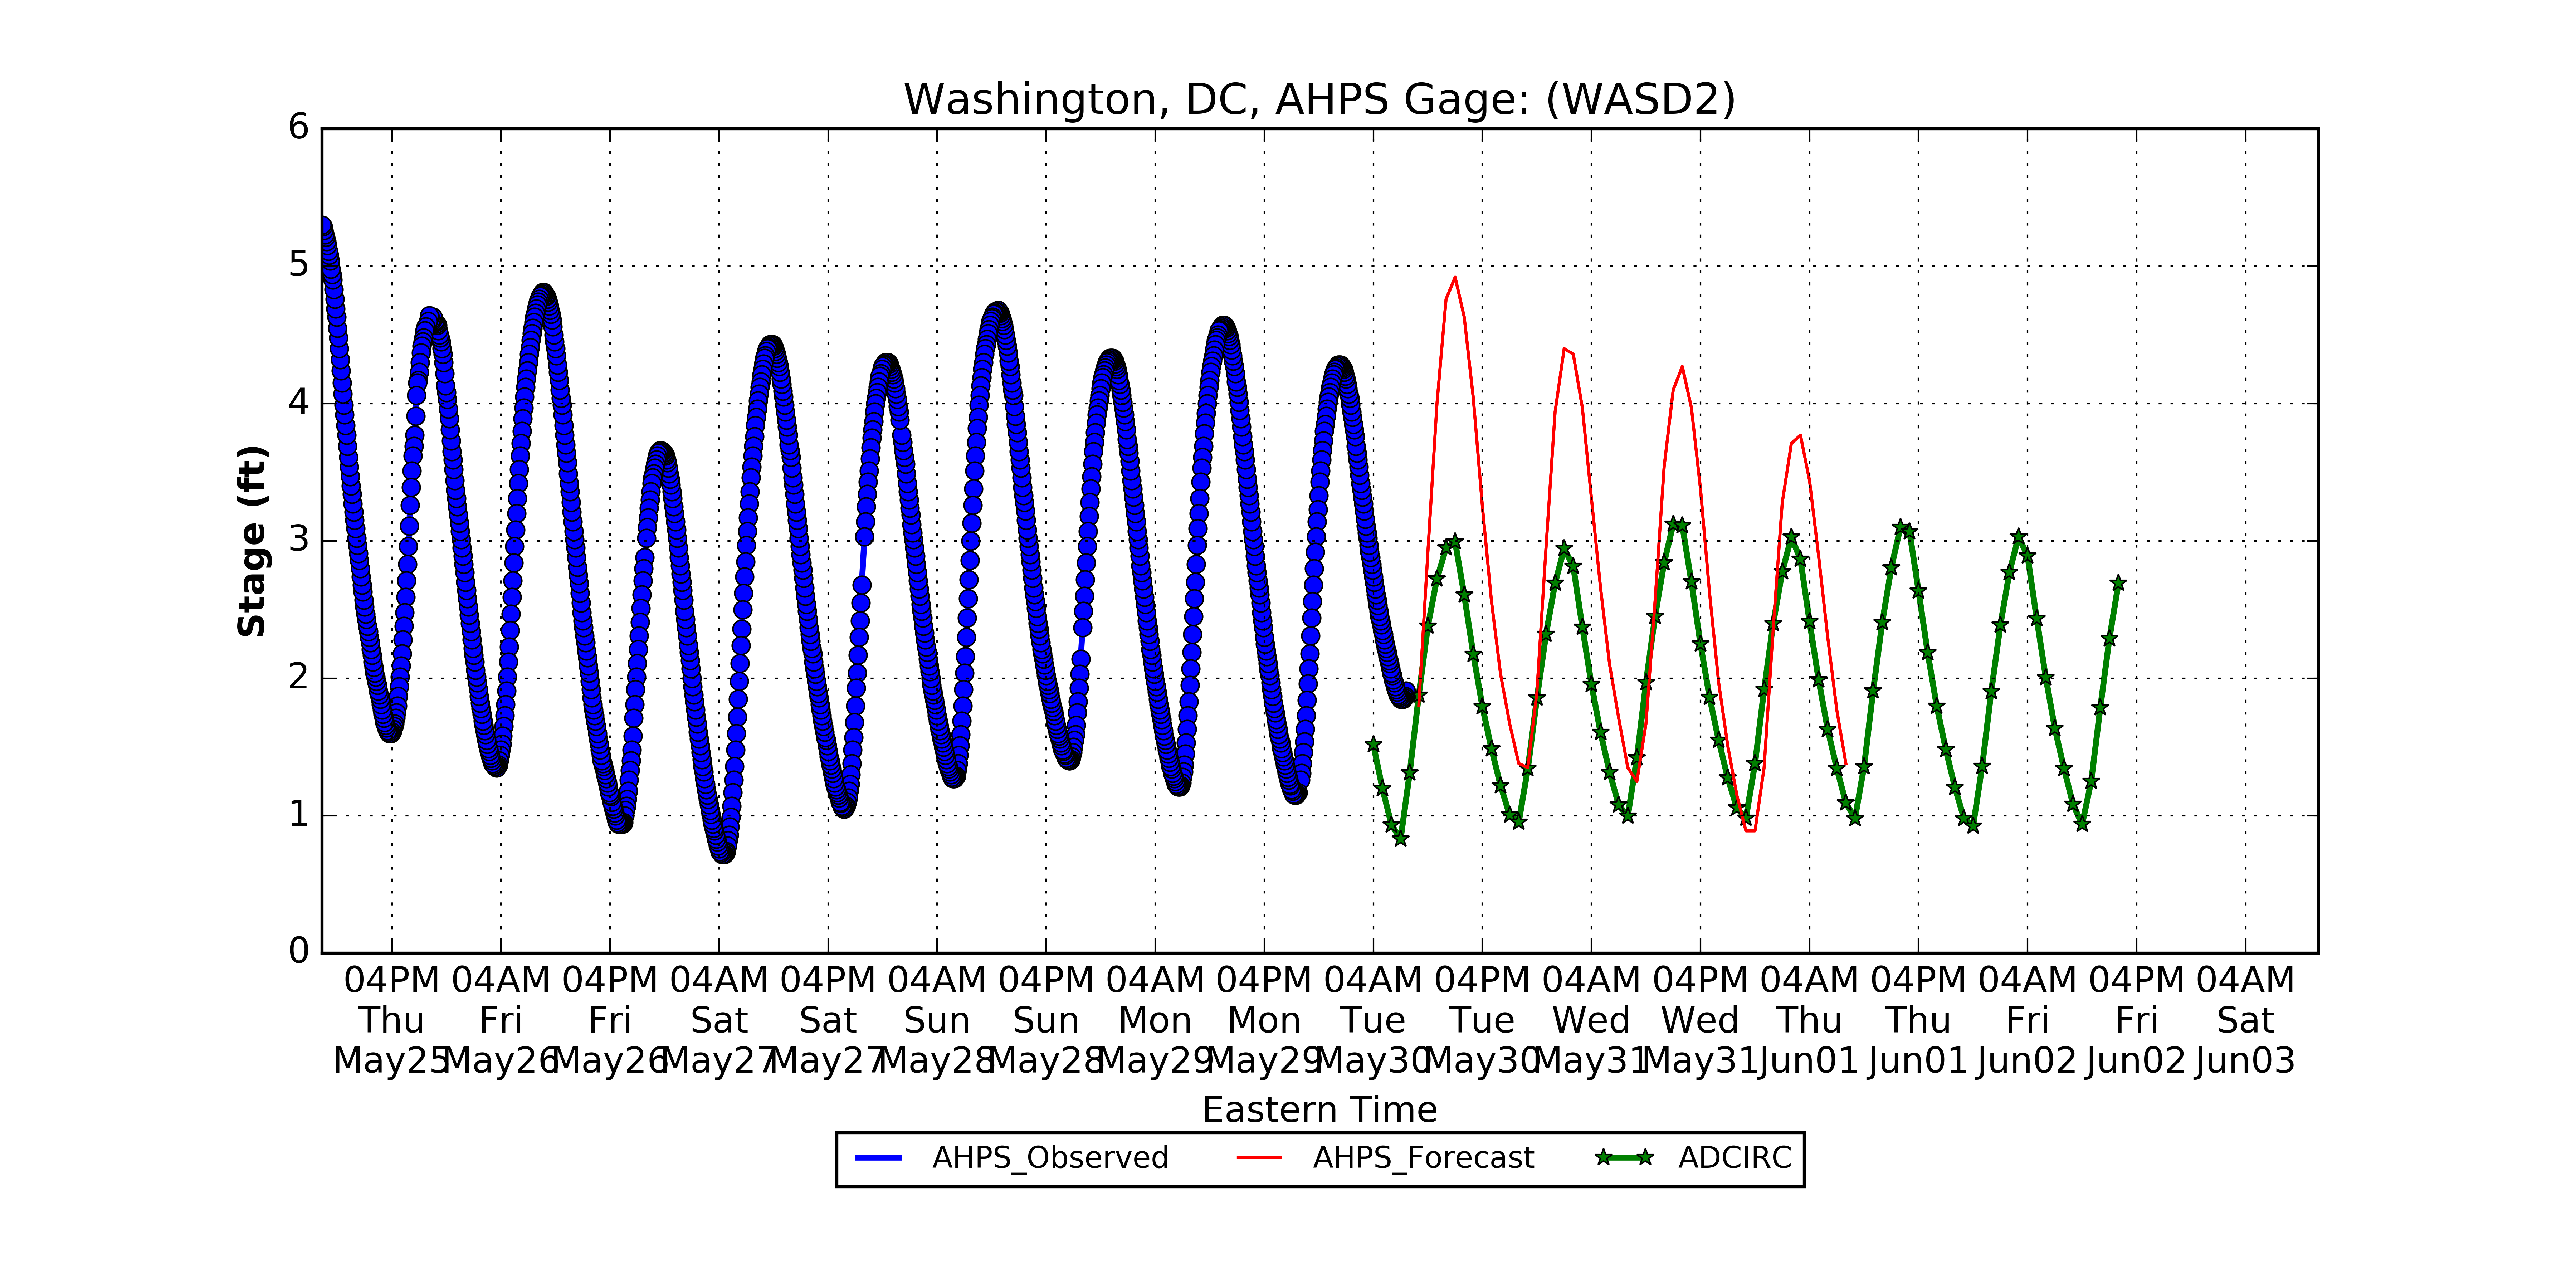 Washington, DC, AHPS Gage: (WASD2)
6
5
4
3
2
1
0
Stage (ft)
04PM 04AM 04PM 04AM 04PM 04AM 04PM 04AM 04PM 04AM 04PM 04AM 04PM 04AM 04PM 04AM 04PM 04AM
Thu Fri Fri Sat Sat Sun Sun Mon Mon Tue Tue Wed Wed Thu Thu Fri Fri Sat
May25 May26 May26 May27 May27 May28 May28 May29 May29 May30 May30 May31 May31 Jun01 Jun01 Jun02 Jun02 Jun03
Eastern Time
AHPS_Observed AHPS_Forecast ADCIRC